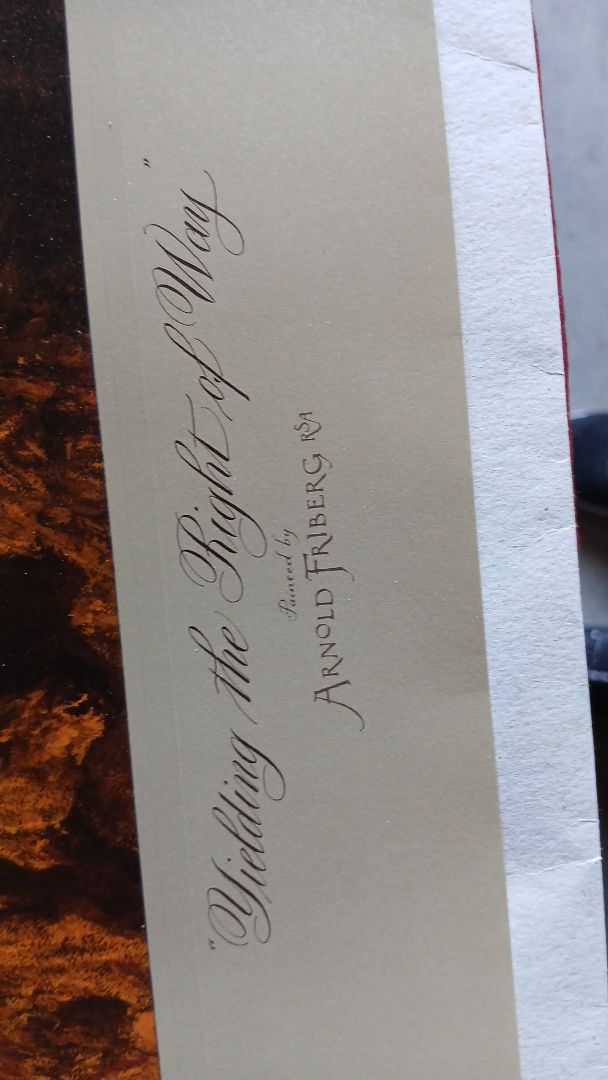 "Yielding the Right of Way"
Painted by
ARNOLD FRIBERG RSA